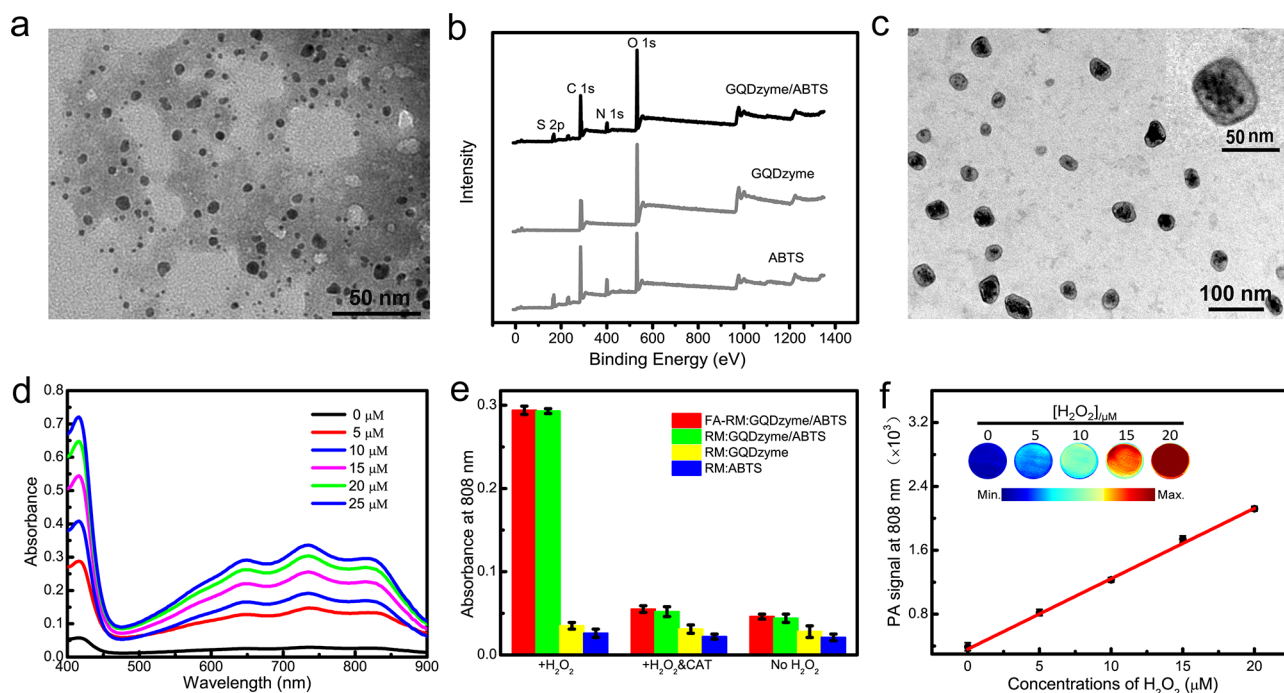 a
50 nm
b
O 1s
C 1s
N 1s
S 2p
GQDzyme/ABTS
GQDzyme
ABTS
Intensity
0 200 400 600 800 1000 1200 1400
Binding Energy (eV)
c
50 nm
100 nm
d
0.8
0.7
0.6
0.5
0.4
0.3
0.2
0.1
0.0
Absorbance
0 μM
5 μM
10 μM
15 μM
20 μM
25 μM
400 500 600 700 800 900
Wavelength (nm)
e
0.3
0.2
0.1
0.0
Absorbance at 808 nm
FA-RM:GQDzyme/ABTS
RM:GQDzyme/ABTS
RM:GQDzyme
RM:ABTS
+H₂O₂ +H₂O₂&CAT No H₂O₂
f
3.6
2.4
1.6
0.8
PA signal at 808 nm (×10³)
[H₂O₂]/μM
0 5 10 15 20
Min. Max.
0 5 10 15 20
Concentrations of H₂O₂ (μM)